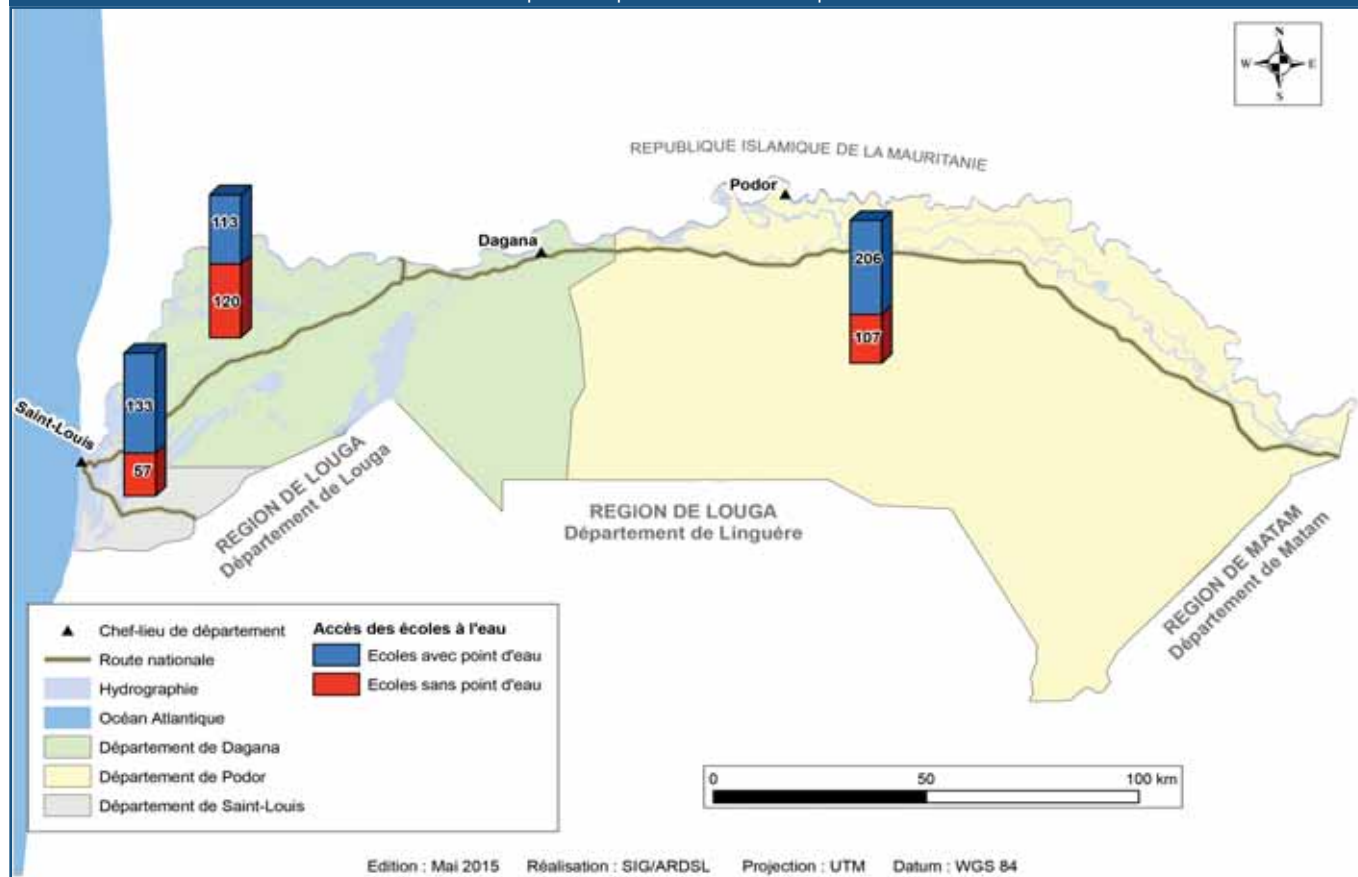 N
W E
S
REPUBLIQUE ISLAMIQUE DE LA MAURITANIE
Podor
Dagana
113
120
206
107
133
57
Saint-Louis
REGION DE LOUGA
Département de Louga
REGION DE LOUGA
Département de Linguére
REGION DE MATAM
Département de Matam
Chef-lieu de département
Route nationale
Hydrographie
Océan Atlantique
Département de Dagana
Département de Podor
Département de Saint-Louis
Accès des écoles à l'eau
Ecoles avec point d'eau
Ecoles sans point d'eau
0 50 100 km
Edition : Mai 2015 Réalisation : SIG/ARDSL Projection : UTM Datum : WGS 84